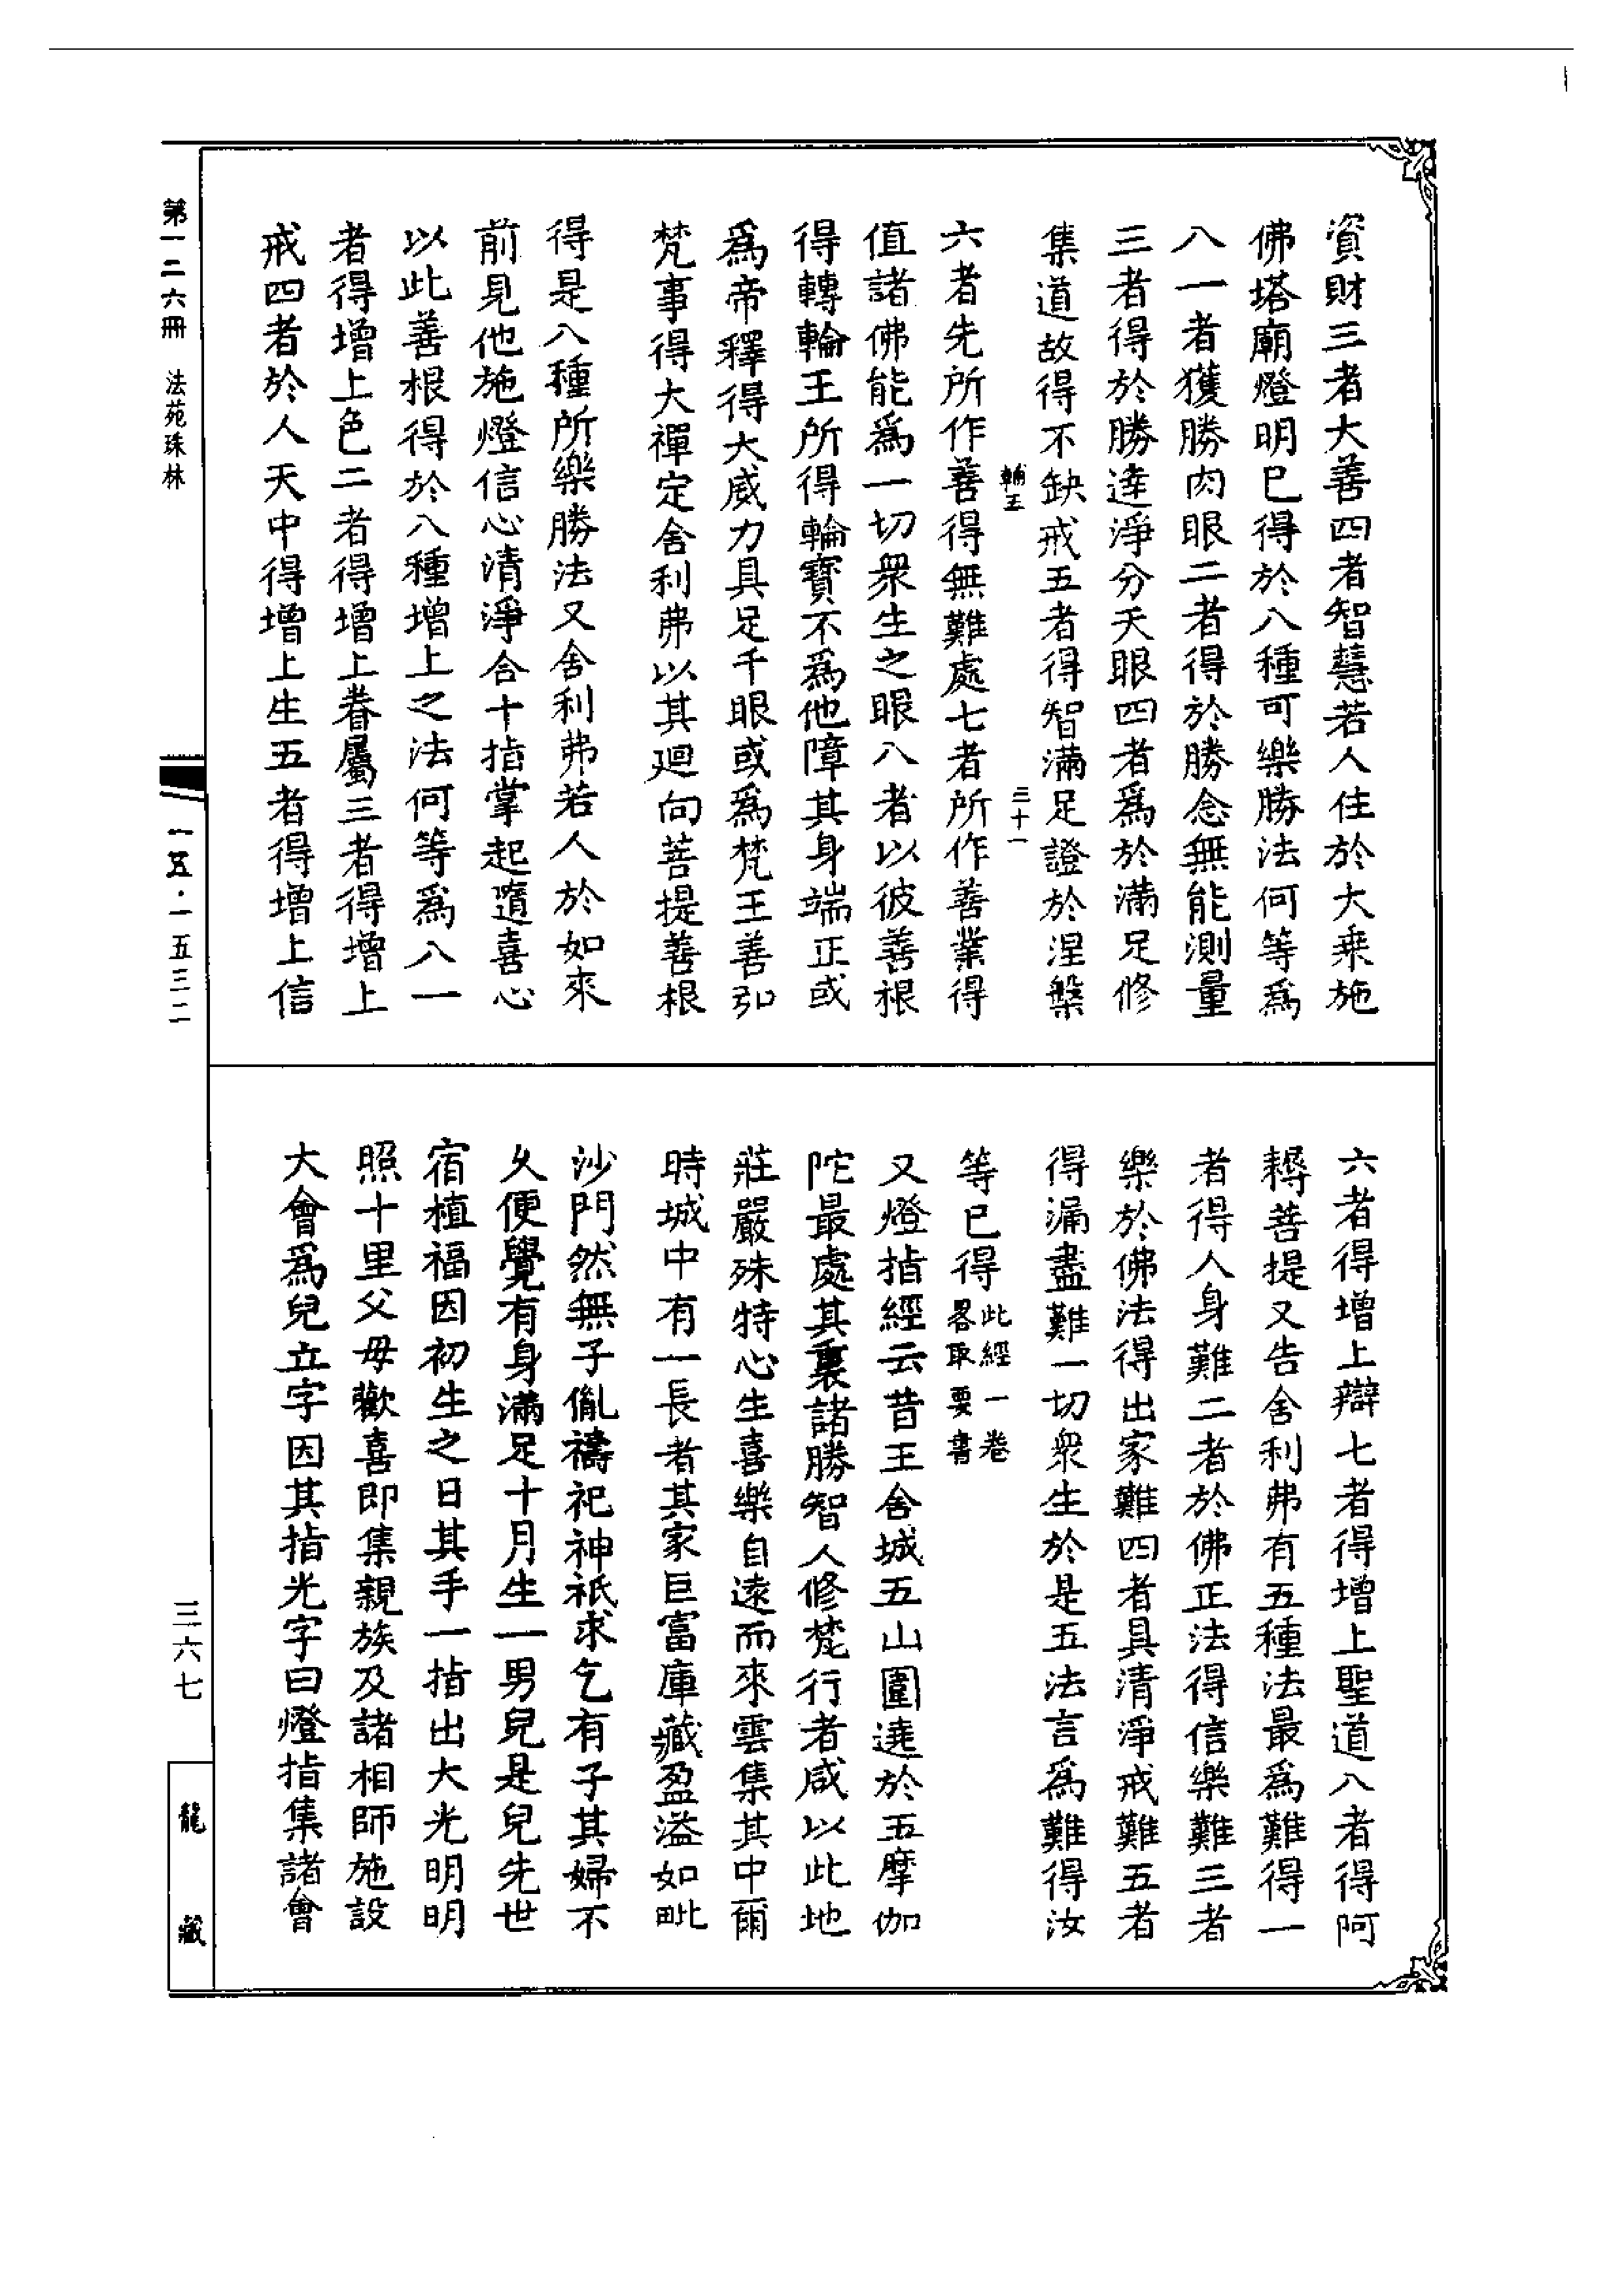 資財三者大善四者智慧若人住於大乘施
佛塔廟燈明已得於八種可樂勝法何等爲
八一者獲勝肉眼二者得於勝念無能測量
三者得於勝達淨分天眼四者爲於滿足修
集道故得不缺戒五者得智滿足證於涅槃
輔五 三十一
六者先所作善得無難處七者所作善業得
值諸佛能爲一切衆生之眼八者以彼善根
得轉輪王所得輪寶不爲他障其身端正或
爲帝釋得大威力具足千眼或爲梵王善弘
梵事得大禪定舍利弗以其廻向菩提善根
得是八種所樂勝法又舍利弗若人於如來
前見他施燈信心清淨合十指掌起隨喜心
以此善根得於八種增上之法何等爲八一
者得增上色二者得增上眷屬三者得增上
戒四者於人天中得增上生五者得增上信
六者得增上辯七者得增上聖道八者得阿
耨菩提又告舍利弗有五種法最爲難得一
者得人身難二者於佛正法得信樂難三者
樂於佛法得出家難四者具清淨戒難五者
得漏盡難一切衆生於是五法言爲難得汝
等已得此經一卷畧取要書
又燈指經云昔王舍城五山圍遶於五摩伽
陀最處其裏諸勝智人修梵行者咸以此地
莊嚴殊特心生喜樂自遠而來雲集其中爾
時城中有一長者其家巨富庫藏盈溢如毗
沙門然無子胤禱祀神祇求乞有子其婦不
久便覺有身滿足十月生一男兒是兒先世
宿植福因初生之日其手一指出大光明明
照十里父母歡喜即集親族及諸相師施設
大會爲兒立字因其指光字曰燈指集諸會
第一二六冊 法苑珠林
一五·一五三二
三六七
龍藏